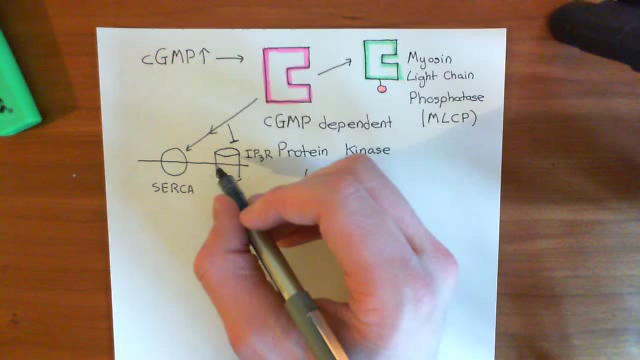 cGMP↑ →
Myosin
Light Chain
Phosphatase
(MLCP)
cGMP dependent
Protein Kinase
IP3R
SERCA